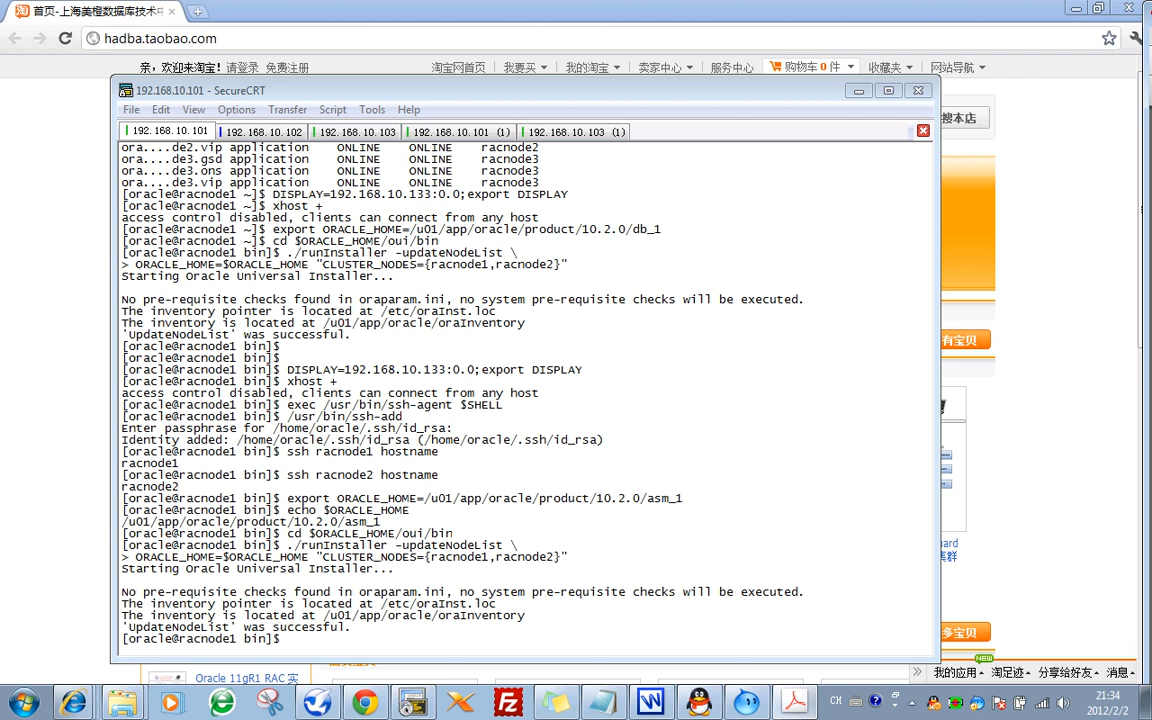 首页-上海美橙数据库技术中
hadba.taobao.com
亲，欢迎来淘宝！请登录 免费注册
淘宝网首页 我要买 我的淘宝 卖家中心 服务中心 购物车0件 收藏夹 网站导航
192.168.10.101 - SecureCRT
File Edit View Options Transfer Script Tools Help
192.168.10.101 192.168.10.102 192.168.10.103 192.168.10.101 (1) 192.168.10.103 (1)
搜本店
ora....de2.vip application ONLINE ONLINE racnode2
ora....de3.gsd application ONLINE ONLINE racnode3
ora....de3.ons application ONLINE ONLINE racnode3
ora....de3.vip application ONLINE ONLINE racnode3
[oracle@racnode1 ~]$ DISPLAY=192.168.10.133:0.0;export DISPLAY
[oracle@racnode1 ~]$ xhost +
access control disabled, clients can connect from any host
[oracle@racnode1 ~]$ export ORACLE_HOME=/u01/app/oracle/product/10.2.0/db_1
[oracle@racnode1 ~]$ cd $ORACLE_HOME/oui/bin
[oracle@racnode1 bin]$ ./runInstaller -updateNodeList \
> ORACLE_HOME=$ORACLE_HOME "CLUSTER_NODES={racnode1,racnode2}"
Starting Oracle Universal Installer...
No pre-requisite checks found in oraparam.ini, no system pre-requisite checks will be executed.
The inventory pointer is located at /etc/oraInst.loc
The inventory is located at /u01/app/oracle/oraInventory
'UpdateNodeList' was successful.
[oracle@racnode1 bin]$
[oracle@racnode1 bin]$
[oracle@racnode1 bin]$ DISPLAY=192.168.10.133:0.0;export DISPLAY
[oracle@racnode1 bin]$ xhost +
access control disabled, clients can connect from any host
[oracle@racnode1 bin]$ exec /usr/bin/ssh-agent $SHELL
[oracle@racnode1 bin]$ /usr/bin/ssh-add
Enter passphrase for /home/oracle/.ssh/id_rsa:
Identity added: /home/oracle/.ssh/id_rsa (/home/oracle/.ssh/id_rsa)
[oracle@racnode1 bin]$ ssh racnode1 hostname
racnode1
[oracle@racnode1 bin]$ ssh racnode2 hostname
racnode2
[oracle@racnode1 bin]$ export ORACLE_HOME=/u01/app/oracle/product/10.2.0/asm_1
[oracle@racnode1 bin]$ echo $ORACLE_HOME
/u01/app/oracle/product/10.2.0/asm_1
[oracle@racnode1 bin]$ cd $ORACLE_HOME/oui/bin
[oracle@racnode1 bin]$ ./runInstaller -updateNodeList \
> ORACLE_HOME=$ORACLE_HOME "CLUSTER_NODES={racnode1,racnode2}"
Starting Oracle Universal Installer...
No pre-requisite checks found in oraparam.ini, no system pre-requisite checks will be executed.
The inventory pointer is located at /etc/oraInst.loc
The inventory is located at /u01/app/oracle/oraInventory
'UpdateNodeList' was successful.
[oracle@racnode1 bin]$
有宝贝
uard
集群
多宝贝
NEW
Oracle 11gR1 RAC 实
我的应用 淘足迹 分享给好友 消息
CH
21:34
2012/2/2